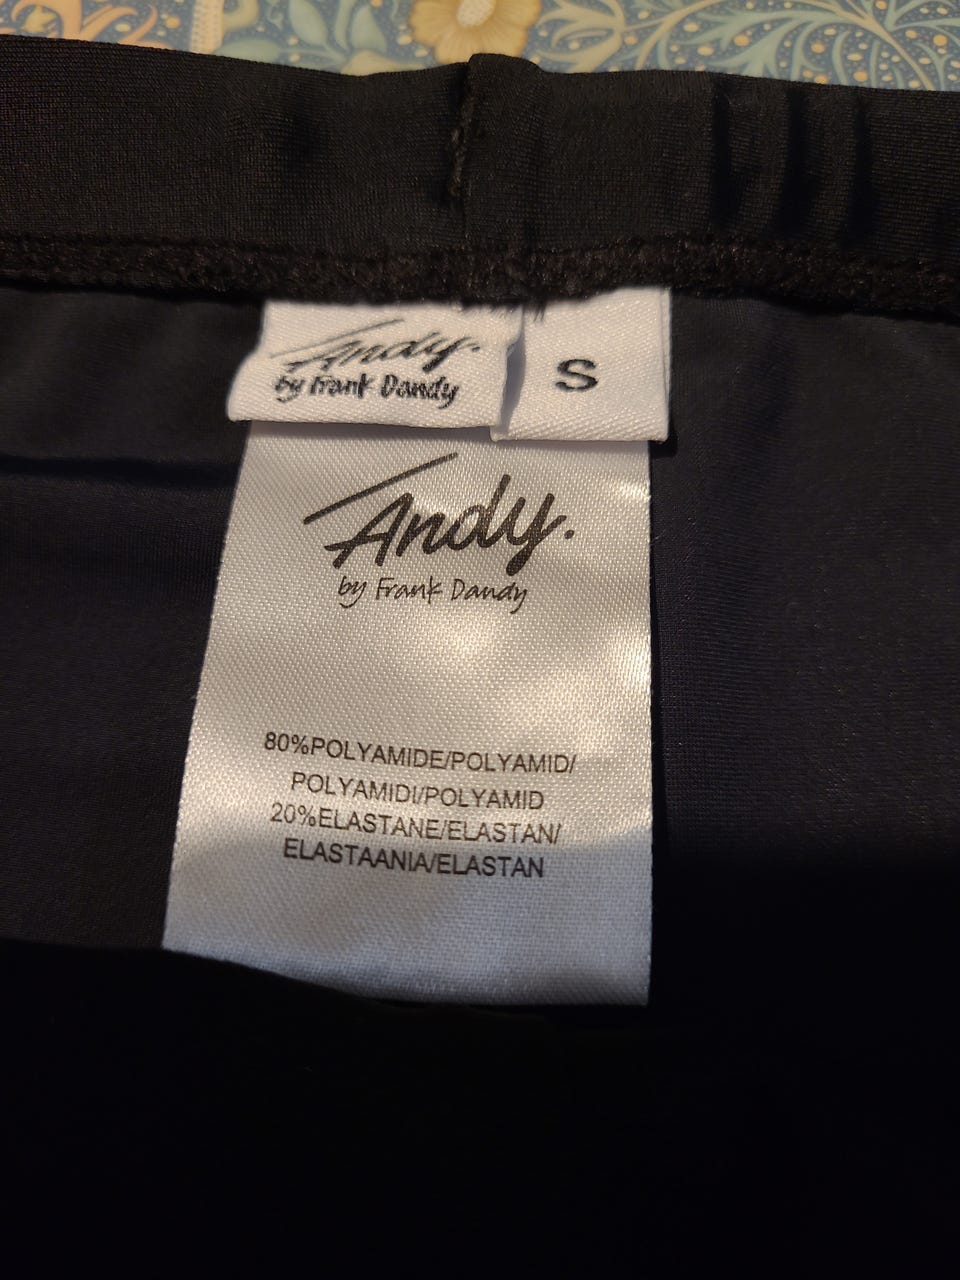 Andy.
by Frank Dandy
S
Andy.
by Frank Dandy
80%POLYAMIDE/POLYAMID/
POLYAMIDI/POLYAMID
20%ELASTANE/ELASTAN/
ELASTAANIA/ELASTAN